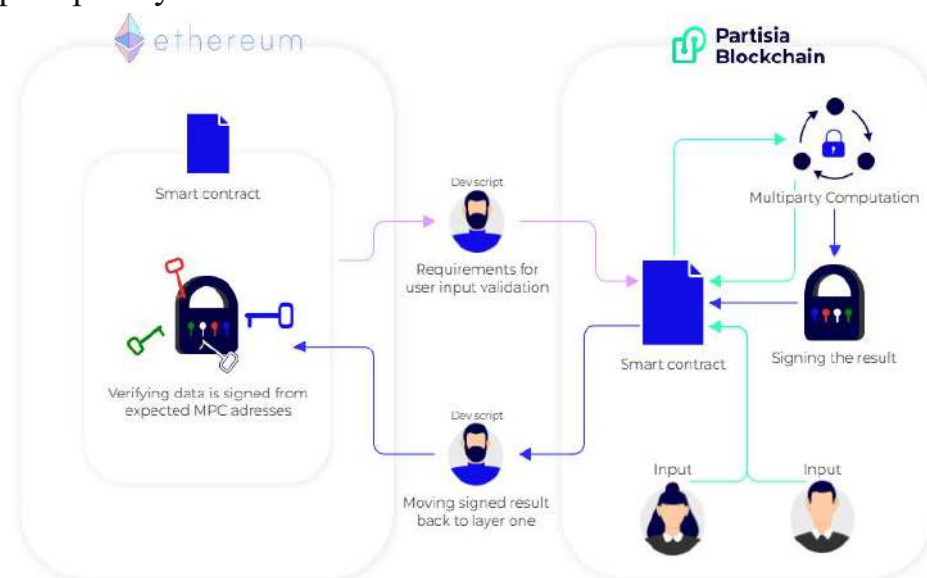 ethereum
Partisia
Blockchain
Smart contract
Dev script
Requirements for
user input validation
Multiparty Computation
Smart contract
Signing the result
Verifying data is signed from
expected MPC adresses
Dev script
Moving signed result
back to layer one
Input
Input